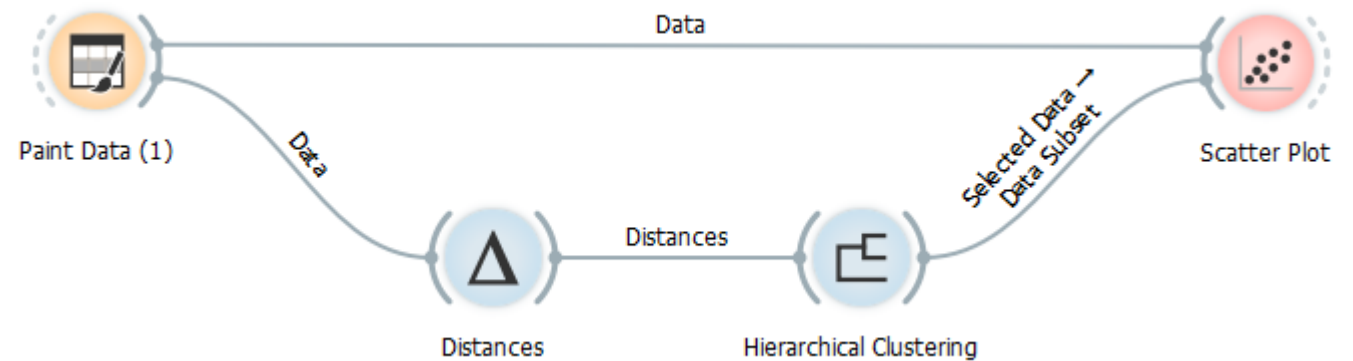 Data
Paint Data (1)
Data
Selected Data →
Data Subset
Scatter Plot
Distances
Distances
Hierarchical Clustering